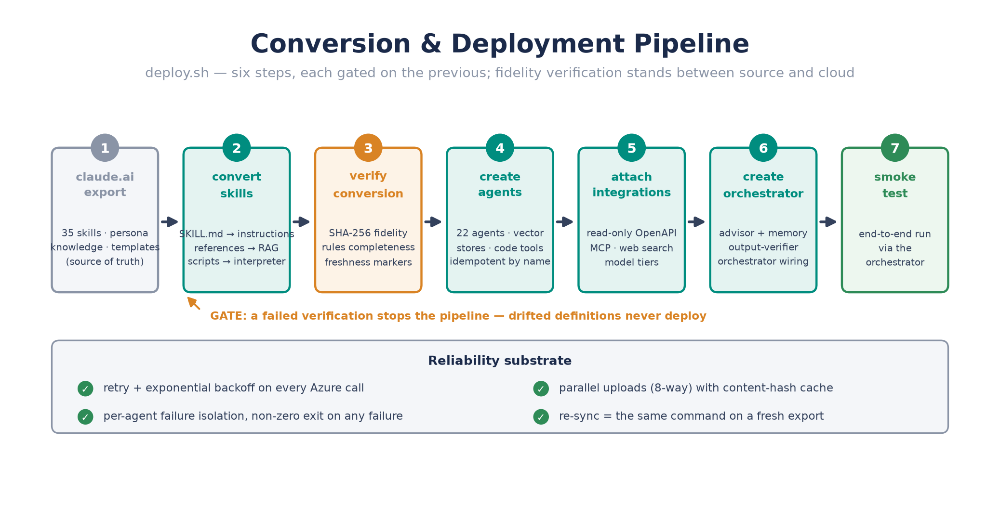 Conversion & Deployment Pipeline
deploy.sh — six steps, each gated on the previous; fidelity verification stands between source and cloud
1
claude.ai
export
35 skills · persona
knowledge · templates
(source of truth)
2
convert
skills
SKILL.md → instructions
references → RAG
scripts → interpreter
3
verify
conversion
SHA-256 fidelity
rules completeness
freshness markers
4
create
agents
22 agents · vector
stores · code tools
idempotent by name
5
attach
integrations
read-only OpenAPI
MCP · web search
model tiers
6
create
orchestrator
advisor + memory
output-verifier
orchestrator wiring
7
smoke
test
end-to-end run
via the
orchestrator
GATE: a failed verification stops the pipeline — drifted definitions never deploy
Reliability substrate
✓ retry + exponential backoff on every Azure call
✓ parallel uploads (8-way) with content-hash cache
✓ per-agent failure isolation, non-zero exit on any failure
✓ re-sync = the same command on a fresh export